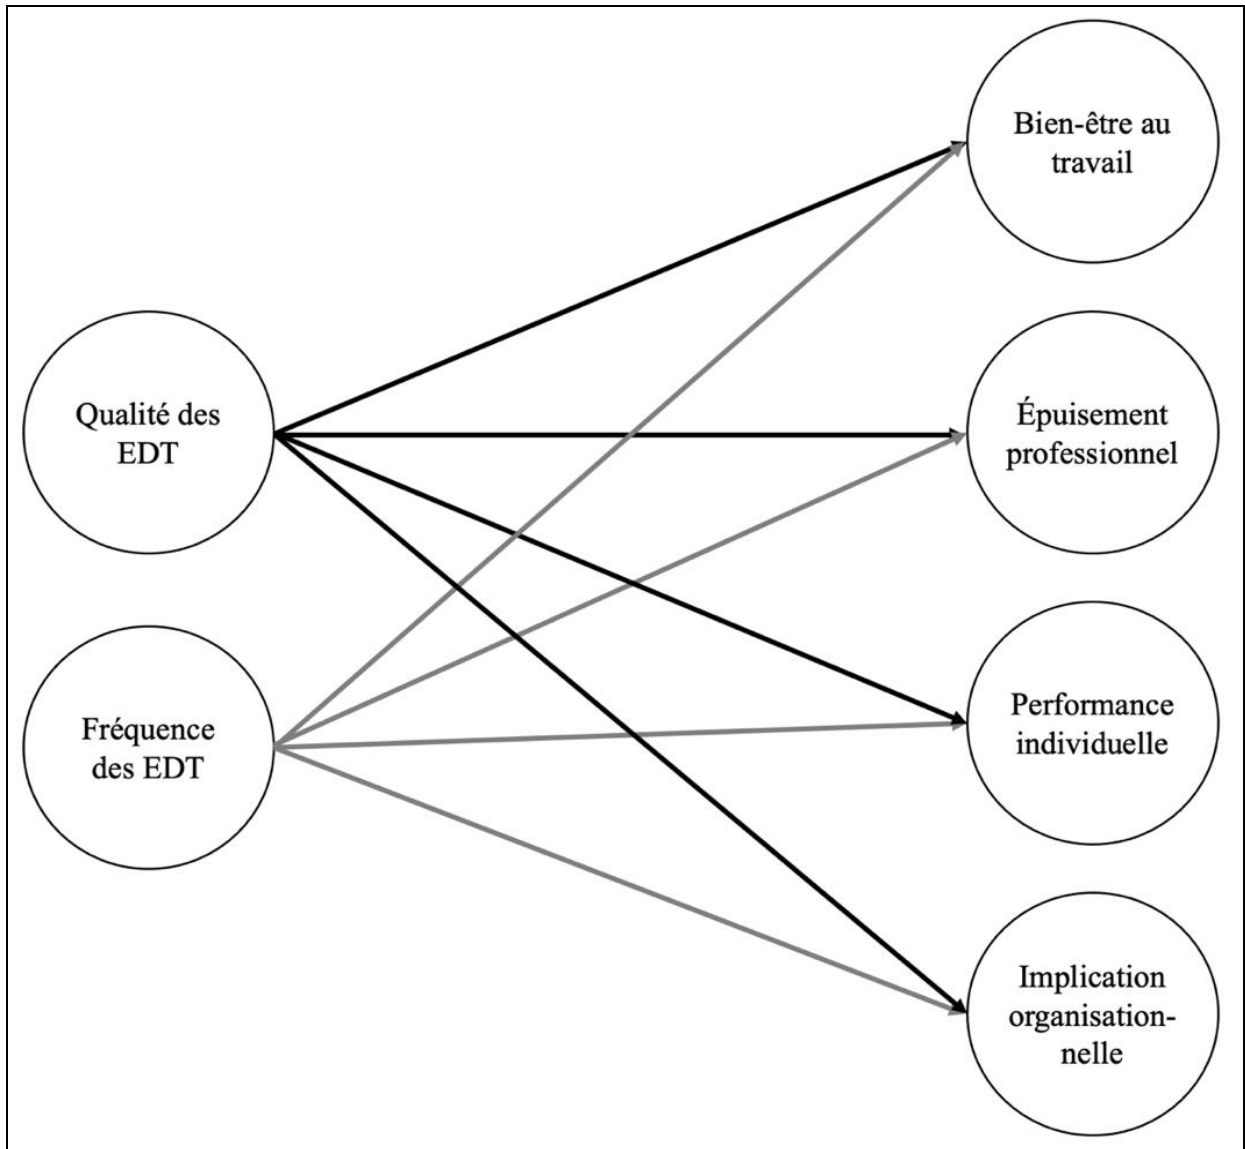 Bien-être au
travail
Qualité des
EDT
Épuisement
professionnel
Fréquence
des EDT
Performance
individuelle
Implication
organisation-
nelle